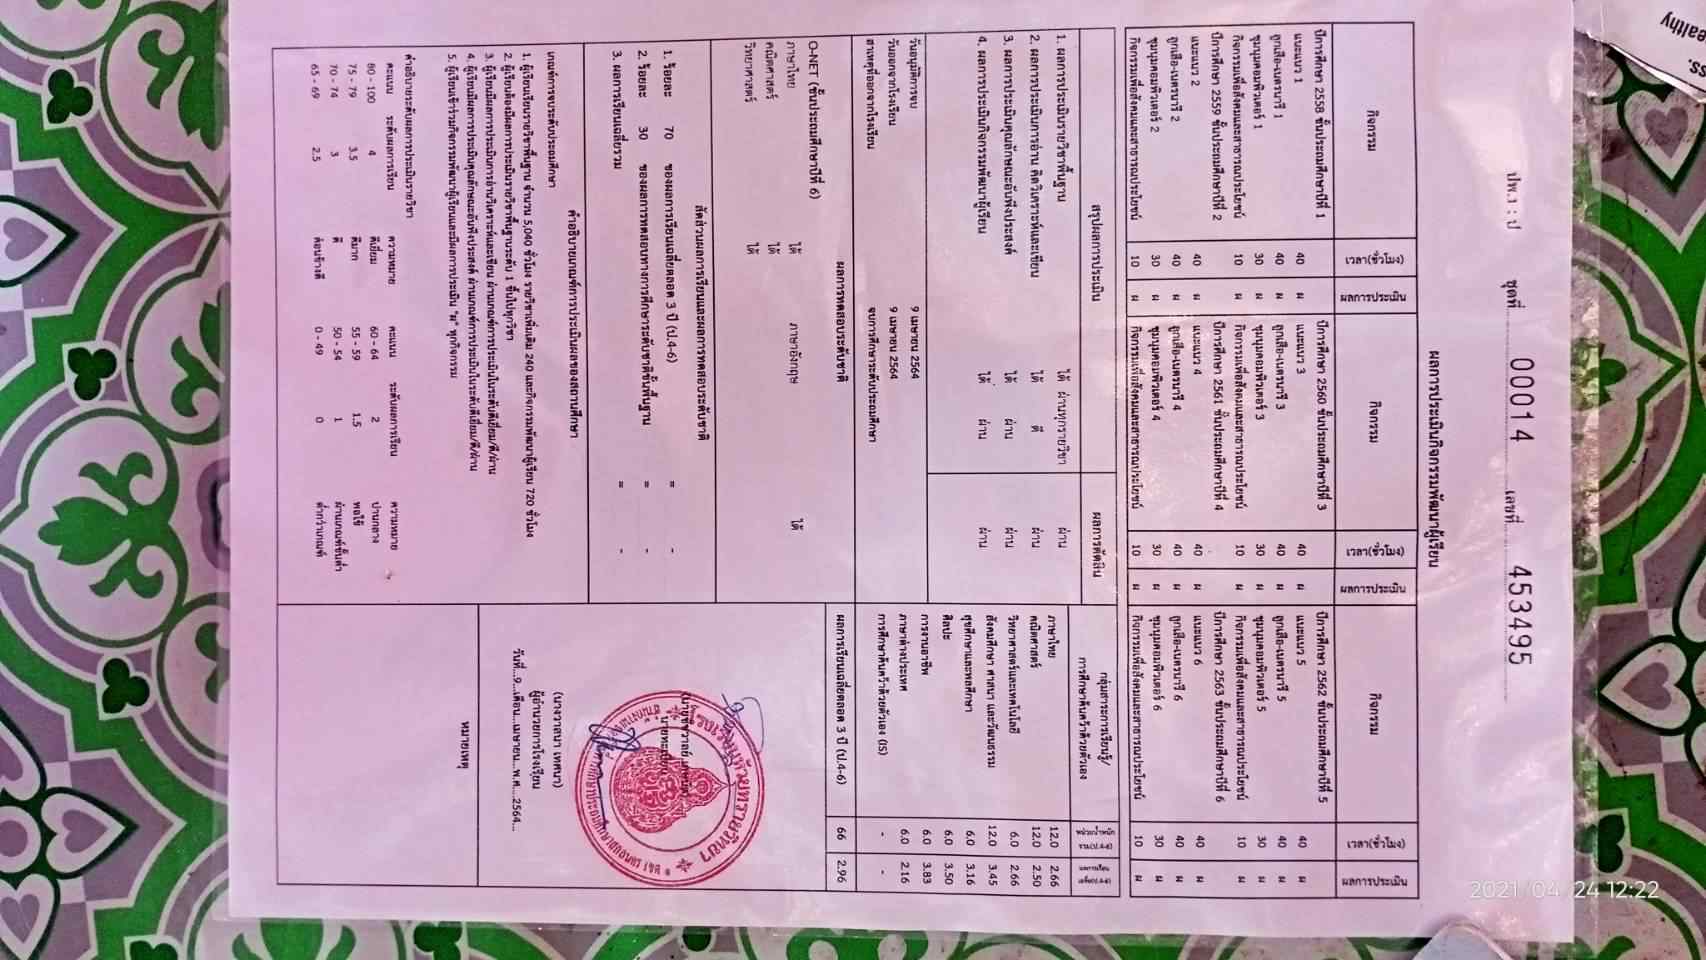 ปพ.1 : ป ชุดที่ 00014 เลขที่ 453495
ผลการประเมินกิจกรรมพัฒนาผู้เรียน
กิจกรรม เวลา(ชั่วโมง) ผลการประเมิน กิจกรรม เวลา(ชั่วโมง) ผลการประเมิน กิจกรรม เวลา(ชั่วโมง) ผลการประเมิน
ปีการศึกษา 2558 ชั้นประถมศึกษาปีที่ 1 ปีการศึกษา 2560 ชั้นประถมศึกษาปีที่ 3 ปีการศึกษา 2562 ชั้นประถมศึกษาปีที่ 5
แนะแนว 1 40 ผ แนะแนว 3 40 ผ แนะแนว 5 40 ผ
ลูกเสือ-เนตรนารี 1 40 ผ ลูกเสือ-เนตรนารี 3 40 ผ ลูกเสือ-เนตรนารี 5 40 ผ
ชุมนุมคอมพิวเตอร์ 1 30 ผ ชุมนุมคอมพิวเตอร์ 3 30 ผ ชุมนุมคอมพิวเตอร์ 5 30 ผ
กิจกรรมเพื่อสังคมและสาธารณประโยชน์ 10 ผ กิจกรรมเพื่อสังคมและสาธารณประโยชน์ 10 ผ กิจกรรมเพื่อสังคมและสาธารณประโยชน์ 10 ผ
ปีการศึกษา 2559 ชั้นประถมศึกษาปีที่ 2 ปีการศึกษา 2561 ชั้นประถมศึกษาปีที่ 4 ปีการศึกษา 2563 ชั้นประถมศึกษาปีที่ 6
แนะแนว 2 40 ผ แนะแนว 4 40 ผ แนะแนว 6 40 ผ
ลูกเสือ-เนตรนารี 2 40 ผ ลูกเสือ-เนตรนารี 4 40 ผ ลูกเสือ-เนตรนารี 6 40 ผ
ชุมนุมคอมพิวเตอร์ 2 30 ผ ชุมนุมคอมพิวเตอร์ 4 30 ผ ชุมนุมคอมพิวเตอร์ 6 30 ผ
กิจกรรมเพื่อสังคมและสาธารณประโยชน์ 10 ผ กิจกรรมเพื่อสังคมและสาธารณประโยชน์ 10 ผ กิจกรรมเพื่อสังคมและสาธารณประโยชน์ 10 ผ
สรุปผลการประเมิน ผลการตัดสิน
1. ผลการประเมินรายวิชาพื้นฐาน ได้ ผ่านทุกรายวิชา ผ่าน
2. ผลการประเมินการอ่าน คิดวิเคราะห์และเขียน ได้ ดี ผ่าน
3. ผลการประเมินคุณลักษณะอันพึงประสงค์ ได้ ผ่าน ผ่าน
4. ผลการประเมินกิจกรรมพัฒนาผู้เรียน ได้ ผ่าน ผ่าน
วันอนุมัติการจบ 9 เมษายน 2564
วันออกจากโรงเรียน 9 เมษายน 2564
สาเหตุที่ออกจากโรงเรียน จบการศึกษาระดับประถมศึกษา
ผลการทดสอบระดับชาติ
O-NET (ชั้นประถมศึกษาปีที่ 6)
ภาษาไทย ได้ ภาษาอังกฤษ ได้
คณิตศาสตร์ ได้
วิทยาศาสตร์ ได้
สัดส่วนผลการเรียนและผลการทดสอบระดับชาติ
1. ร้อยละ 70 ของผลการเรียนเฉลี่ยตลอด 3 ปี (ป.4-6) = -
2. ร้อยละ 30 ของผลการทดสอบทางการศึกษาระดับชาติขั้นพื้นฐาน = -
3. ผลการเรียนเฉลี่ยรวม = -
คำอธิบายเกณฑ์การประเมินผลของสถานศึกษา
เกณฑ์การจบระดับประถมศึกษา
1. ผู้เรียนเรียนรายวิชาพื้นฐาน จำนวน 5,040 ชั่วโมง รายวิชาเพิ่มเติม 240 และกิจกรรมพัฒนาผู้เรียน 720 ชั่วโมง
2. ผู้เรียนต้องมีผลการประเมินรายวิชาพื้นฐานระดับ 1 ขึ้นไปทุกวิชา
3. ผู้เรียนมีผลการประเมินการอ่านวิเคราะห์และเขียน ผ่านเกณฑ์การประเมินในระดับดีเยี่ยม/ดี/ผ่าน
4. ผู้เรียนมีผลการประเมินคุณลักษณะอันพึงประสงค์ ผ่านเกณฑ์การประเมินในระดับดีเยี่ยม/ดี/ผ่าน
5. ผู้เรียนเข้าร่วมกิจกรรมพัฒนาผู้เรียนและมีผลการประเมิน "ผ" ทุกกิจกรรม
คำอธิบายระดับผลการประเมินรายวิชา
คะแนน ระดับผลการเรียน ความหมาย คะแนน ระดับผลการเรียน ความหมาย
80 - 100 4 ดีเยี่ยม 60 - 64 2 ปานกลาง
75 - 79 3.5 ดีมาก 55 - 59 1.5 พอใช้
70 - 74 3 ดี 50 - 54 1 ผ่านเกณฑ์ขั้นต่ำ
65 - 69 2.5 ค่อนข้างดี 0 - 49 0 ต่ำกว่าเกณฑ์
กลุ่มสาระการเรียนรู้/
การศึกษาค้นคว้าด้วยตัวเอง
หน่วยน้ำหนัก
รวม(ป.4-6)
ผลการเรียน
เฉลี่ย(ป.4-6)
ภาษาไทย 12.0 2.66
คณิตศาสตร์ 12.0 2.50
วิทยาศาสตร์และเทคโนโลยี 6.0 2.66
สังคมศึกษา ศาสนา และวัฒนธรรม 12.0 3.45
สุขศึกษาและพลศึกษา 6.0 3.16
ศิลปะ 6.0 3.50
การงานอาชีพ 6.0 3.83
ภาษาต่างประเทศ 6.0 2.16
การศึกษาค้นคว้าด้วยตัวเอง (IS) - -
ผลการเรียนเฉลี่ยตลอด 3 ปี (ป.4-6) 66 2.96
นายทะเบียน
(นางวาสนา เทศนา)
ผู้อำนวยการโรงเรียน
วันที่...9...เดือน...เมษายน...พ.ศ....2564...
หมายเหตุ
2021/04/24 12:22